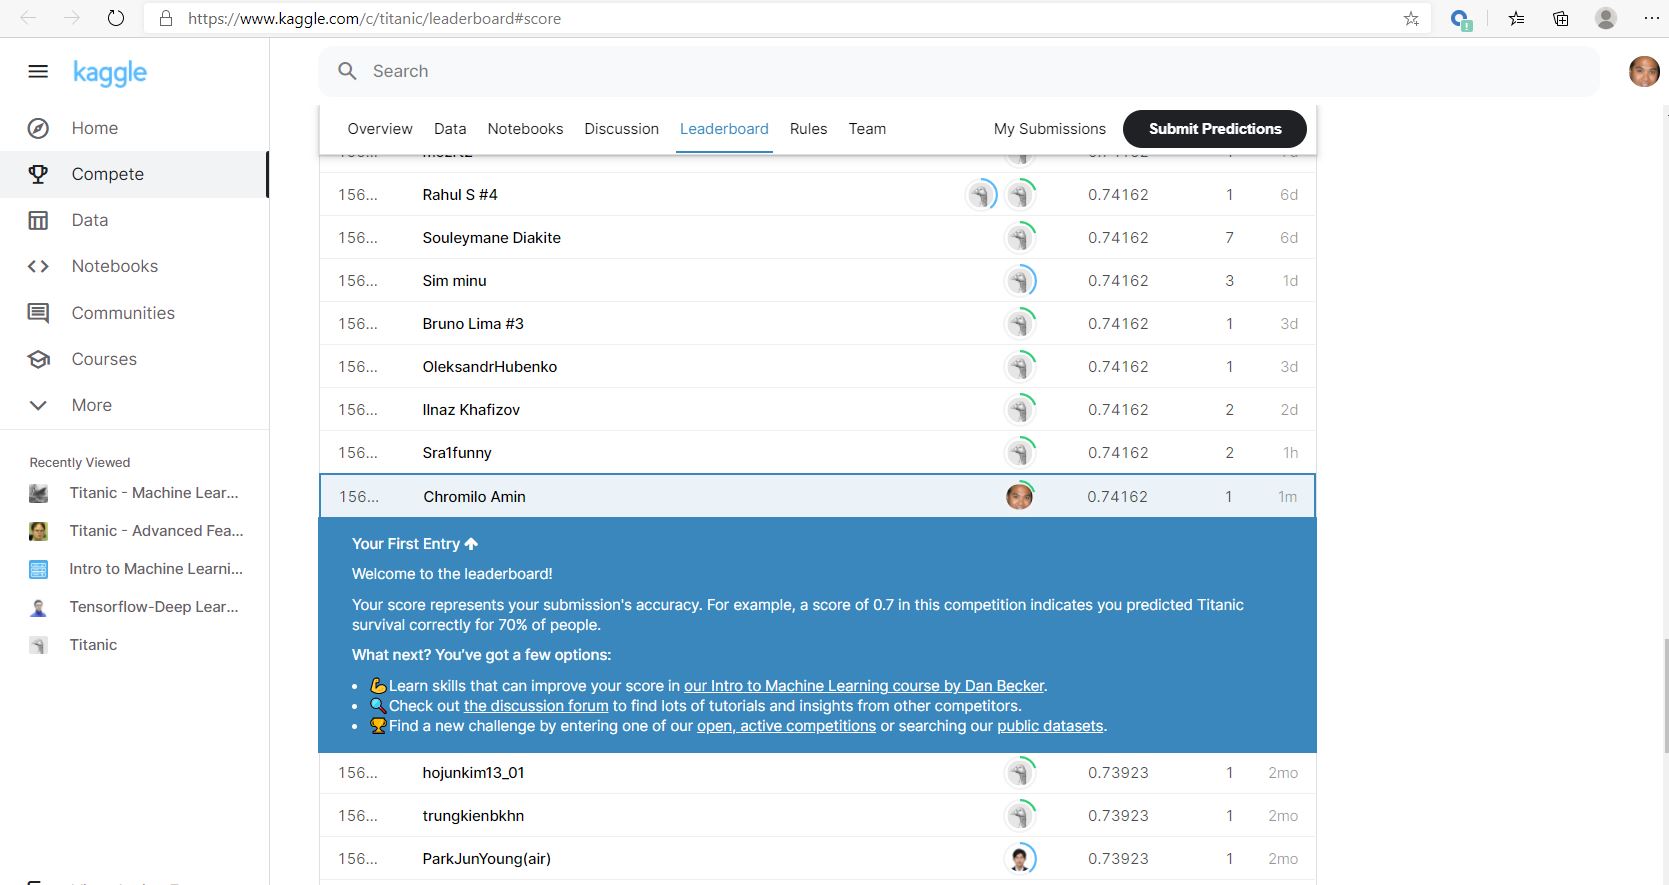 https://www.kaggle.com/c/titanic/leaderboard#score
kaggle
Search
Home
Compete
Data
Notebooks
Communities
Courses
More
Recently Viewed
Titanic - Machine Lear...
Titanic - Advanced Fea...
Intro to Machine Learni...
Tensorflow-Deep Lear...
Titanic
Overview Data Notebooks Discussion Leaderboard Rules Team My Submissions Submit Predictions
156... Rahul S #4 0.74162 1 6d
156... Souleymane Diakite 0.74162 7 6d
156... Sim minu 0.74162 3 1d
156... Bruno Lima #3 0.74162 1 3d
156... OleksandrHubenko 0.74162 1 3d
156... Ilnaz Khafizov 0.74162 2 2d
156... Sra1funny 0.74162 2 1h
156... Chromilo Amin 0.74162 1 1m
Your First Entry
Welcome to the leaderboard!
Your score represents your submission's accuracy. For example, a score of 0.7 in this competition indicates you predicted Titanic
survival correctly for 70% of people.
What next? You've got a few options:
Learn skills that can improve your score in our Intro to Machine Learning course by Dan Becker.
Check out the discussion forum to find lots of tutorials and insights from other competitors.
Find a new challenge by entering one of our open, active competitions or searching our public datasets.
156... hojunkim13_01 0.73923 1 2mo
156... trungkienbkhn 0.73923 1 2mo
156... ParkJunYoung(air) 0.73923 1 2mo